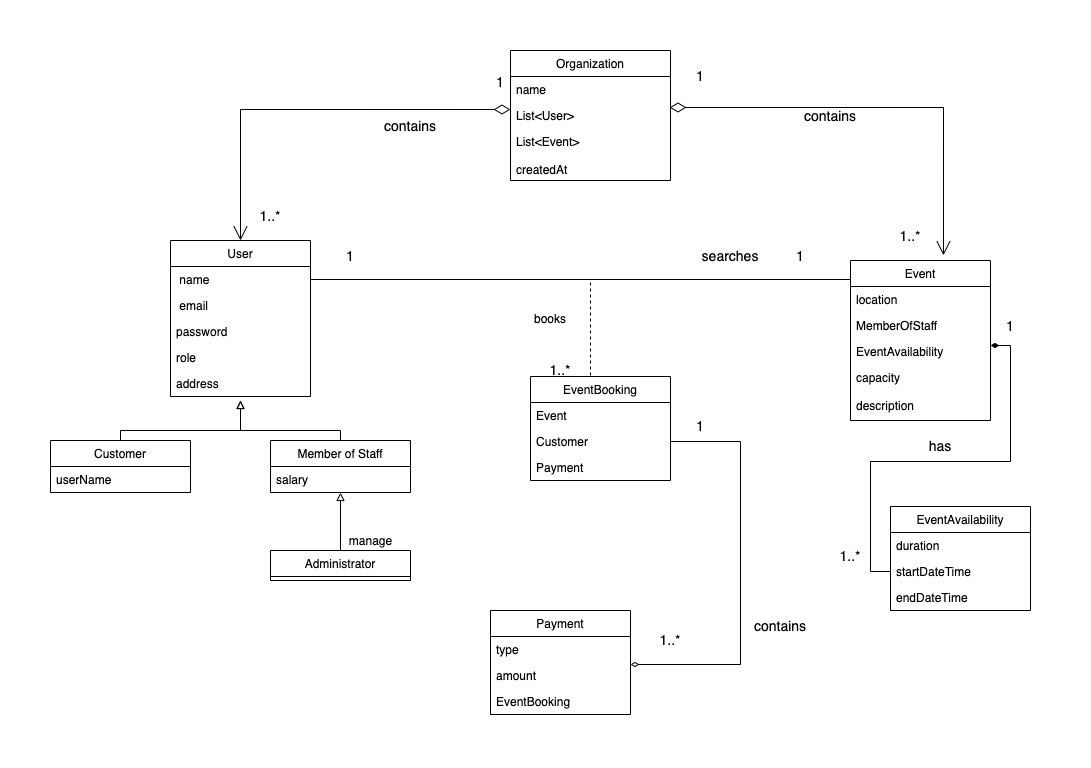 Organization
1
1
name
List<User>
List<Event>
createdAt
contains
contains
1..*
1..*
User
name
email
password
role
address
1
searches
1
Event
location
MemberOfStaff
EventAvailability
capacity
description
1
books
1..*
EventBooking
Event
Customer
Payment
1
has
Customer
userName
Member of Staff
salary
manage
Administrator
EventAvailability
duration
startDateTime
endDateTime
1..*
Payment
type
amount
EventBooking
1..*
contains